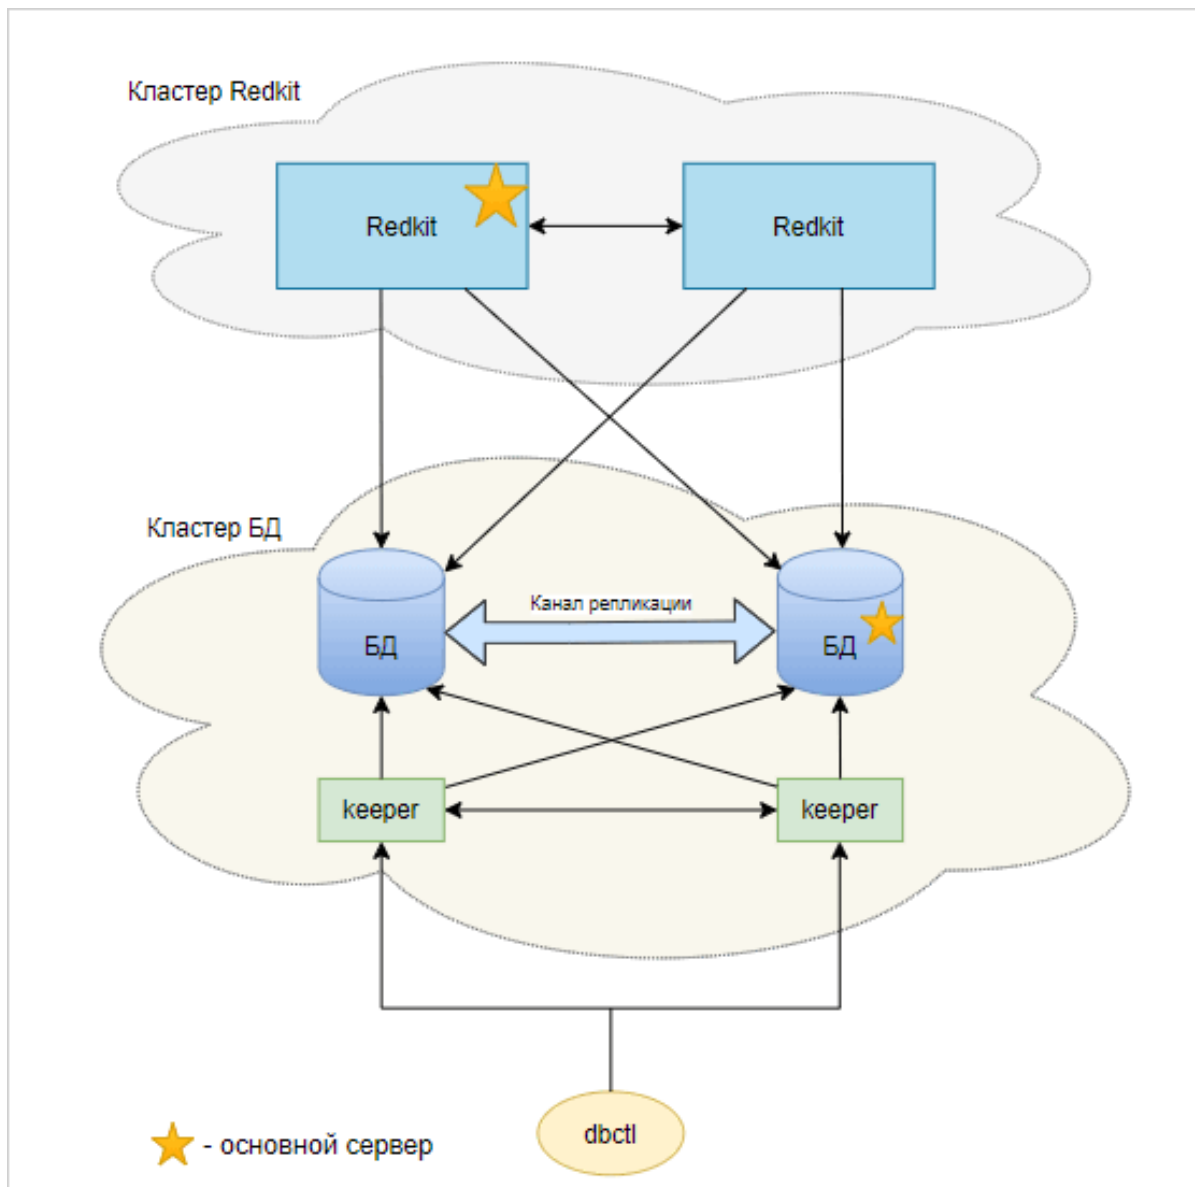 Кластер Redkit
Redkit
Redkit
Кластер БД
Канал репликации
БД
БД
keeper
keeper
dbctl
- основной сервер